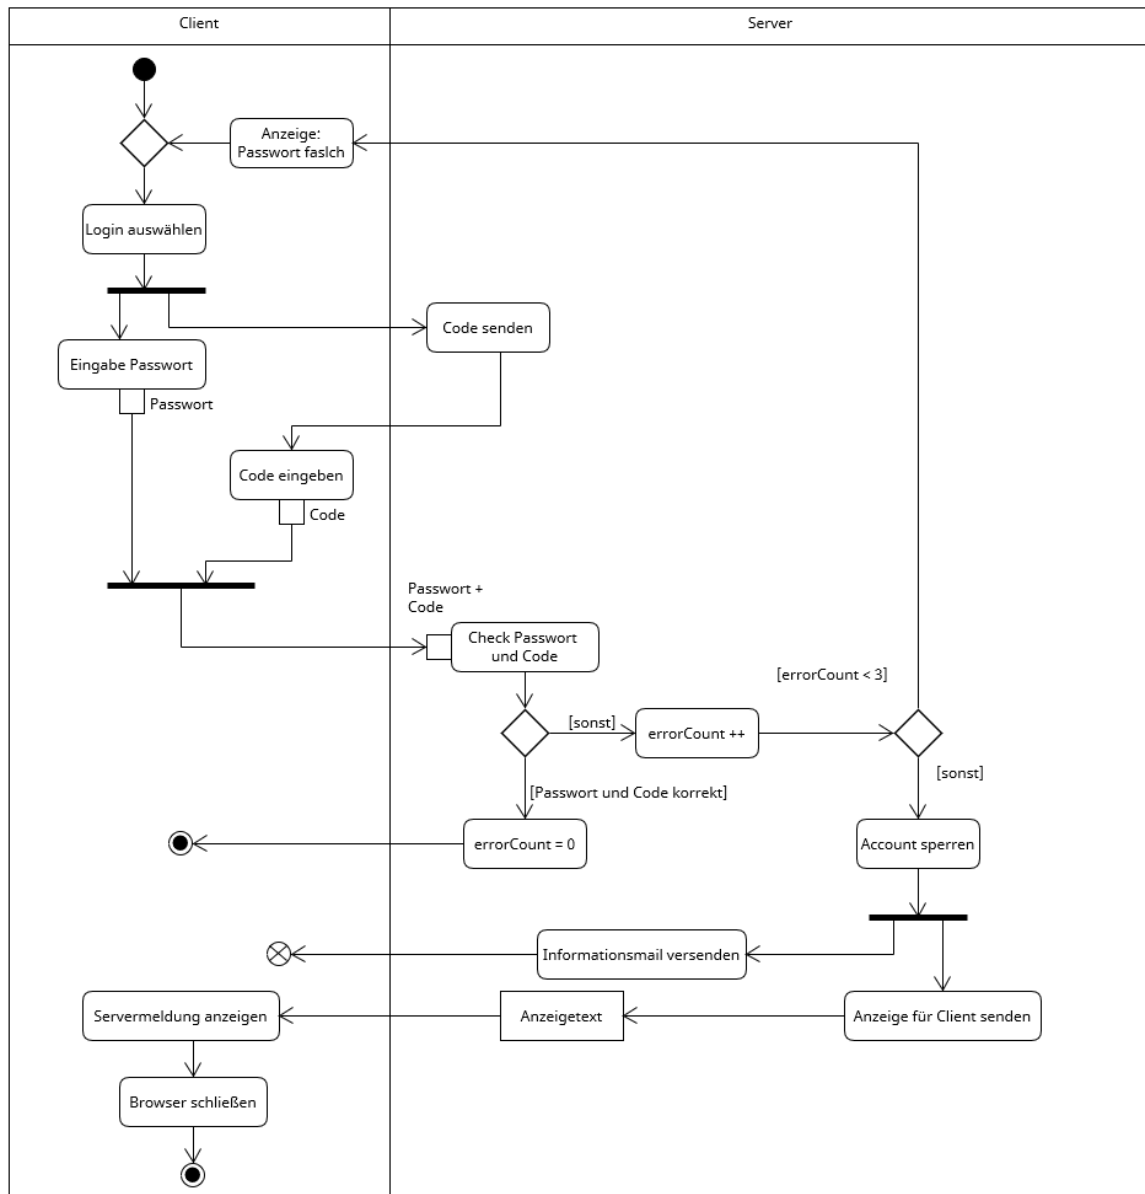 Client
Server
Anzeige:
Passwort faslch
Login auswählen
Code senden
Eingabe Passwort
Passwort
Code eingeben
Code
Passwort +
Code
Check Passwort
und Code
[errorCount < 3]
[sonst]
errorCount ++
[sonst]
[Passwort und Code korrekt]
errorCount = 0
Account sperren
Informationsmail versenden
Servermeldung anzeigen
Anzeigetext
Anzeige für Client senden
Browser schließen